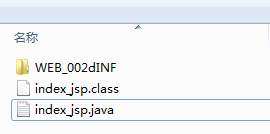 名称
WEB_002dINF
index_jsp.class
index_jsp.java